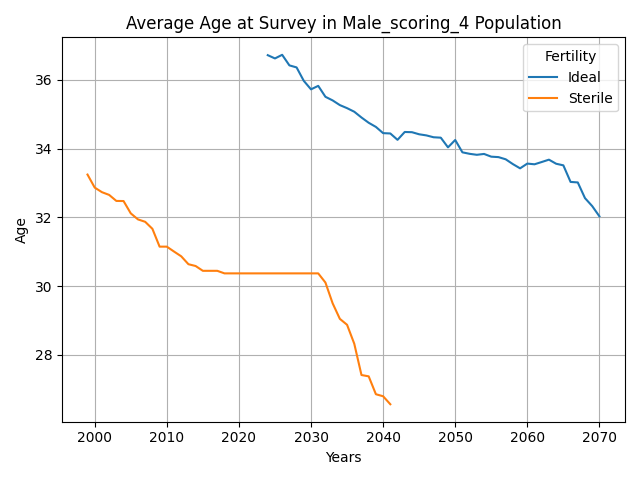 Average Age at Survey in Male_scoring_4 Population
Fertility
Ideal
Sterile
36
34
32
30
28
Age
2000 2010 2020 2030 2040 2050 2060 2070
Years